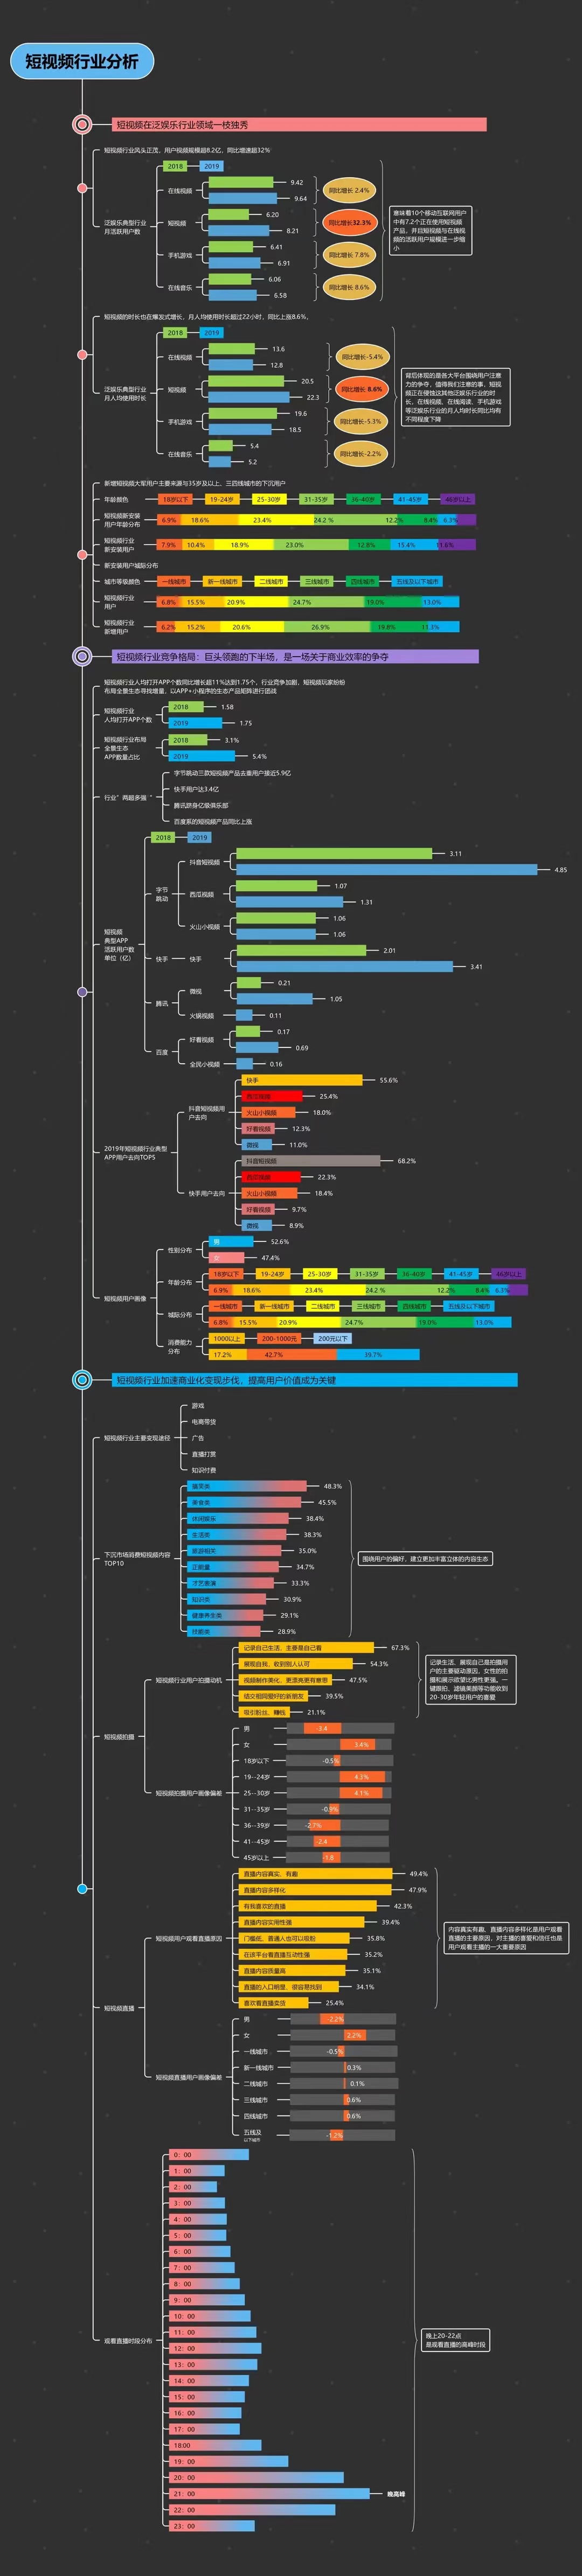 短视频行业分析
短视频在泛娱乐行业领域一枝独秀
短视频行业风头正茂，用户视频规模超8.2亿，同比增速超32%
2018
2019
泛娱乐典型行业
月活跃用户数
在线视频
9.42
9.64
同比增长 2.4%
短视频
6.20
8.21
同比增长32.3%
手机游戏
6.41
6.91
同比增长 7.8%
在线音乐
6.06
6.58
同比增长 8.6%
意味着10个移动互联网用户
中有7.2个正在使用短视频
产品，并且短视频与在线视
频的活跃用户规模进一步缩
小
短视频的时长也在爆发式增长，月人均使用时长超过22小时，同比上涨8.6%，
2018
2019
泛娱乐典型行业
月人均使用时长
在线视频
13.6
12.8
同比增长-5.4%
短视频
20.5
22.3
同比增长 8.6%
手机游戏
19.6
18.5
同比增长-5.3%
在线音乐
5.4
5.2
同比增长-2.2%
背后体现的是各大平台围绕用户注意
力的争夺，值得我们注意的事，短视
频正在侵蚀这其他泛娱乐行业的时
长，在线视频、在线阅读、手机游戏
等泛娱乐行业的月人均时长同比均有
不同程度下降
新增短视频大军用户主要来源与35岁及以上、三四线城市的下沉用户
年龄颜色
18岁以下
19-24岁
25-30岁
31-35岁
36-40岁
41-45岁
46岁以上
短视频新安装
用户年龄分布
6.9%
18.6%
23.4%
24.2 %
12.2%
8.4%
6.3%
短视频行业
新安装用户
7.9%
10.4%
18.9%
23.0%
12.8%
15.4%
11.6%
新安装用户城际分布
城市等级颜色
一线城市
新一线城市
二线城市
三线城市
四线城市
五线及以下城市
短视频行业
用户
6.8%
15.5%
20.9%
24.7%
19.0%
13.0%
短视频行业
新增用户
6.2%
15.2%
20.6%
26.9%
19.8%
11.3%
短视频行业竞争格局：巨头领跑的下半场，是一场关于商业效率的争夺
短视频行业人均打开APP个数同比增长超11%达到1.75个，行业竞争加剧，短视频玩家纷纷
布局全景生态寻找增量，以APP+小程序的生态产品矩阵进行团战
短视频行业
人均打开APP个数
2018
1.58
2019
1.75
短视频行业布局
全景生态
APP数量占比
2018
3.1%
2019
5.4%
行业“两超多强”
字节跳动三款短视频产品去重用户接近5.9亿
快手用户达3.4亿
腾讯跻身亿级俱乐部
百度系的短视频产品同比上涨
2018
2019
短视频
典型APP
活跃用户数
单位（亿）
字节
跳动
抖音短视频
3.11
4.85
西瓜视频
1.07
1.31
火山小视频
1.06
1.06
快手
快手
2.01
3.41
腾讯
微视
0.21
1.05
火锅视频
0.11
百度
好看视频
0.17
0.69
全民小视频
0.16
2019年短视频行业典型
APP用户去向TOP5
抖音短视频用
户去向
快手
55.6%
西瓜视频
25.4%
火山小视频
18.0%
好看视频
12.3%
微视
11.0%
快手用户去向
抖音短视频
68.2%
西瓜视频
22.3%
火山小视频
18.4%
好看视频
9.7%
微视
8.9%
短视频用户画像
性别分布
男
52.6%
女
47.4%
年龄分布
18岁以下
19-24岁
25-30岁
31-35岁
36-40岁
41-45岁
46岁以上
6.9%
18.6%
23.4%
24.2 %
12.2%
8.4%
6.3%
城际分布
一线城市
新一线城市
二线城市
三线城市
四线城市
五线及以下城市
6.8%
15.5%
20.9%
24.7%
19.0%
13.0%
消费能力
分布
1000以上
200-1000元
200元以下
17.2%
42.7%
39.7%
短视频行业加速商业化变现步伐，提高用户价值成为关键
短视频行业主要变现途径
游戏
电商带货
广告
直播打赏
知识付费
下沉市场消费短视频内容
TOP10
搞笑类
48.3%
美食类
45.5%
休闲娱乐
38.4%
生活类
38.3%
旅游相关
35.0%
正能量
34.7%
才艺表演
33.3%
知识类
30.9%
健康养生类
29.1%
技能类
28.9%
围绕用户的偏好，建立更加丰富立体的内容生态
短视频拍摄
短视频行业用户拍摄动机
记录自己生活，主要是自己看
67.3%
展现自我，收到别人认可
54.3%
视频制作美化，更漂亮更有意思
47.5%
结交相同爱好的新朋友
39.5%
吸引粉丝，赚钱
21.1%
记录生活、展现自己是拍摄用
户的主要驱动原因，女性的拍
摄和展示欲望比男性更强。一
键跟拍、滤镜美颜等功能收到
20-30岁年轻用户的喜爱
短视频拍摄用户画像偏差
男
-3.4
女
3.4%
18岁以下
-0.5%
19--24岁
4.3%
25--30岁
4.1%
31--35岁
-0.9%
36--39岁
-2.7%
41--45岁
-2.4
45岁以上
-1.8
短视频直播
短视频用户观看直播原因
直播内容真实、有趣
49.4%
直播内容多样化
47.9%
有我喜欢的直播
42.3%
直播内容实用性强
39.4%
门槛低，普通人也可以吸粉
35.8%
在该平台看直播互动性强
35.2%
直播内容质量高
35.1%
直播的入口明显，很容易找到
34.1%
喜欢看直播卖货
25.4%
内容真实有趣、直播内容多样化是用户观看
直播的主要原因，对主播的喜爱和信任也是
用户观看主播的一大重要原因
短视频直播用户画像偏差
男
-2.2%
女
2.2%
一线城市
-0.5%
新一线城市
0.3%
二线城市
0.1%
三线城市
0.6%
四线城市
0.6%
五线及
以下城市
-1.2%
观看直播时段分布
0：00
1：00
2：00
3：00
4：00
5：00
6：00
7：00
8：00
9：00
10：00
11：00
12：00
13：00
14：00
15：00
16：00
17：00
18:00
19：00
20：00
21：00
晚高峰
22：00
23：00
晚上20-22点
是观看直播的高峰时段